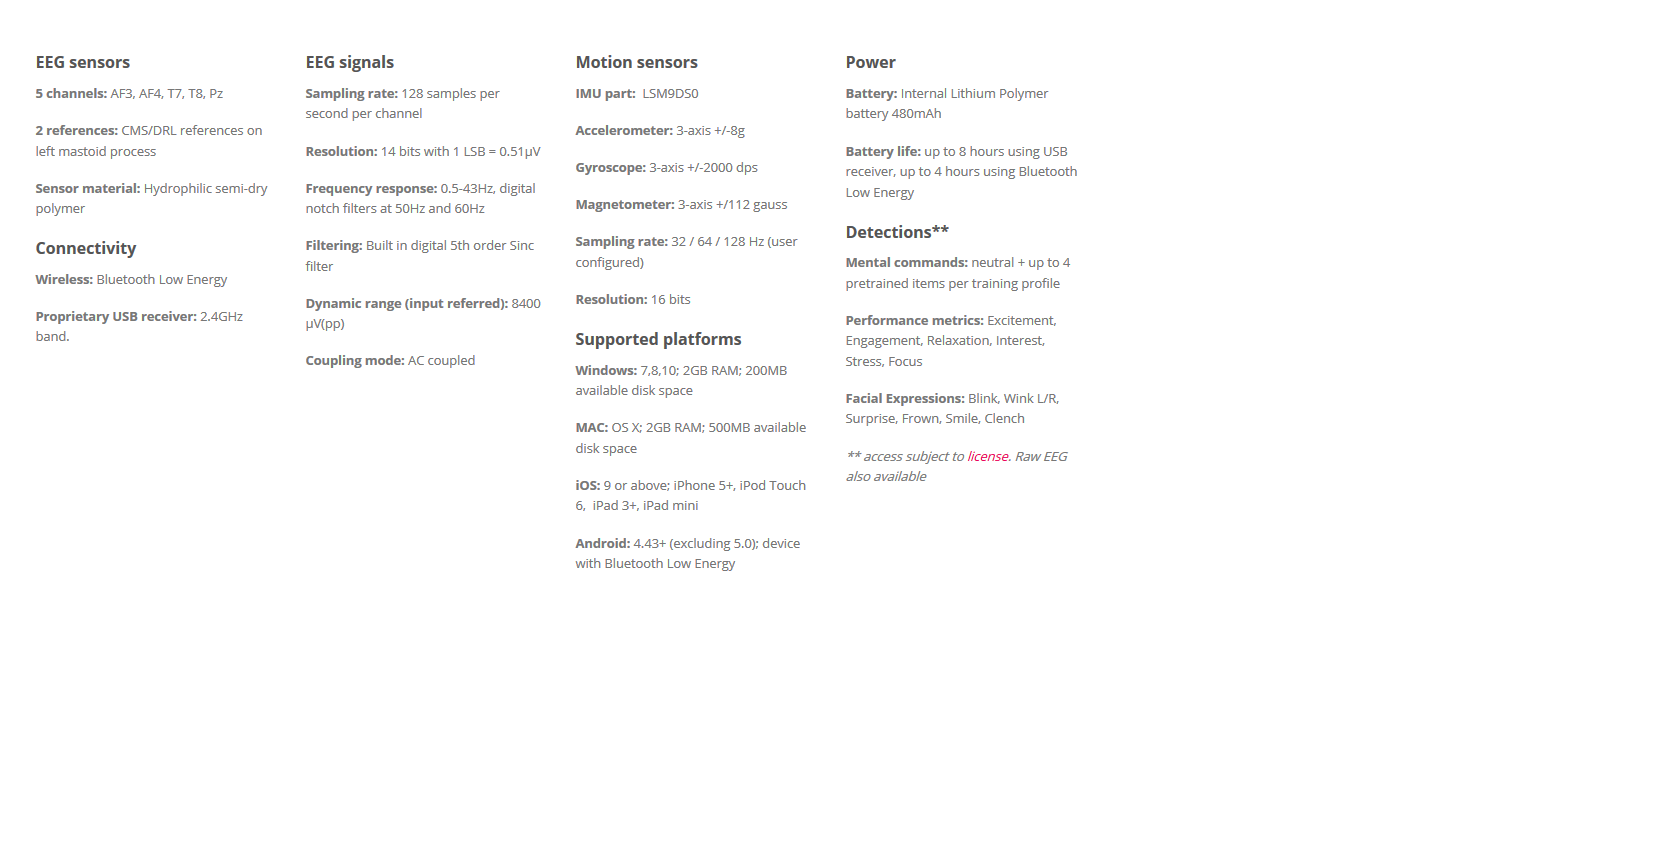 EEG sensors
5 channels: AF3, AF4, T7, T8, Pz
2 references: CMS/DRL references on
left mastoid process
Sensor material: Hydrophilic semi-dry
polymer
Connectivity
Wireless: Bluetooth Low Energy
Proprietary USB receiver: 2.4GHz
band.
EEG signals
Sampling rate: 128 samples per
second per channel
Resolution: 14 bits with 1 LSB = 0.51µV
Frequency response: 0.5-43Hz, digital
notch filters at 50Hz and 60Hz
Filtering: Built in digital 5th order Sinc
filter
Dynamic range (input referred): 8400
µV(pp)
Coupling mode: AC coupled
Motion sensors
IMU part:  LSM9DS0
Accelerometer: 3-axis +/-8g
Gyroscope: 3-axis +/-2000 dps
Magnetometer: 3-axis +/112 gauss
Sampling rate: 32 / 64 / 128 Hz (user
configured)
Resolution: 16 bits
Supported platforms
Windows: 7,8,10; 2GB RAM; 200MB
available disk space
MAC: OS X; 2GB RAM; 500MB available
disk space
iOS: 9 or above; iPhone 5+, iPod Touch
6,  iPad 3+, iPad mini
Android: 4.43+ (excluding 5.0); device
with Bluetooth Low Energy
Power
Battery: Internal Lithium Polymer
battery 480mAh
Battery life: up to 8 hours using USB
receiver, up to 4 hours using Bluetooth
Low Energy
Detections**
Mental commands: neutral + up to 4
pretrained items per training profile
Performance metrics: Excitement,
Engagement, Relaxation, Interest,
Stress, Focus
Facial Expressions: Blink, Wink L/R,
Surprise, Frown, Smile, Clench
** access subject to license. Raw EEG
also available